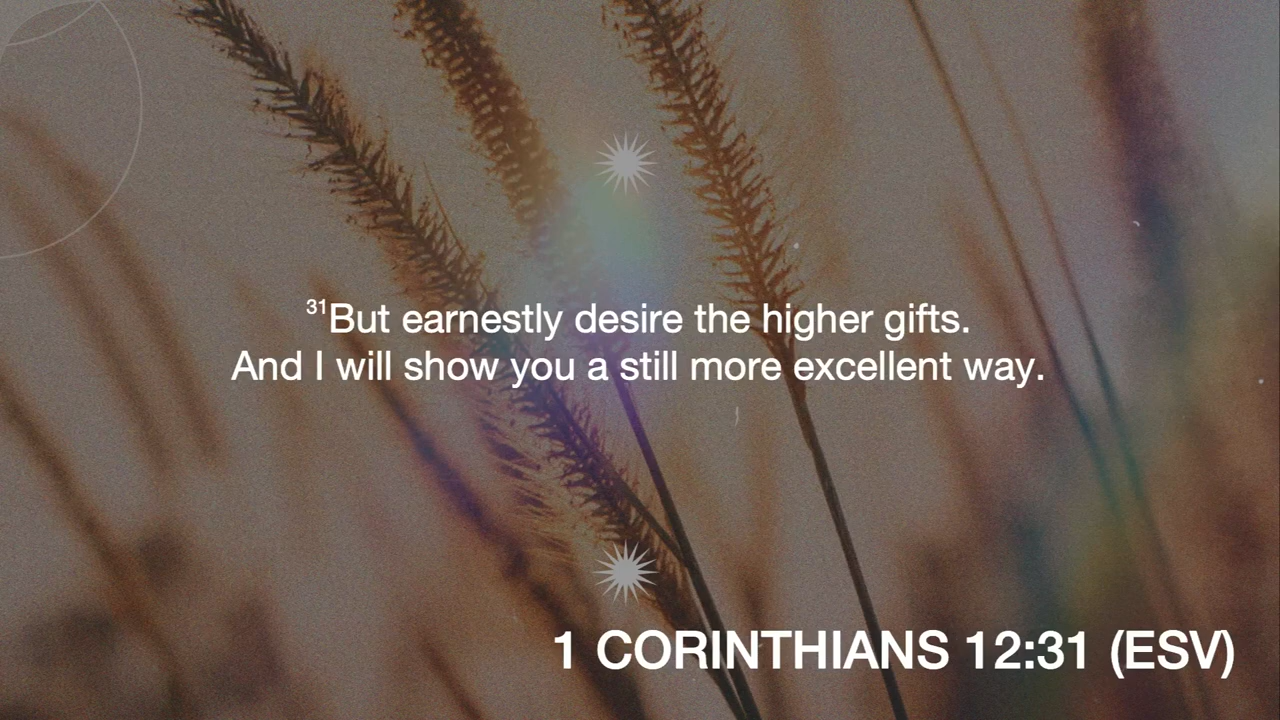 31But earnestly desire the higher gifts.
And I will show you a still more excellent way.
1 CORINTHIANS 12:31 (ESV)